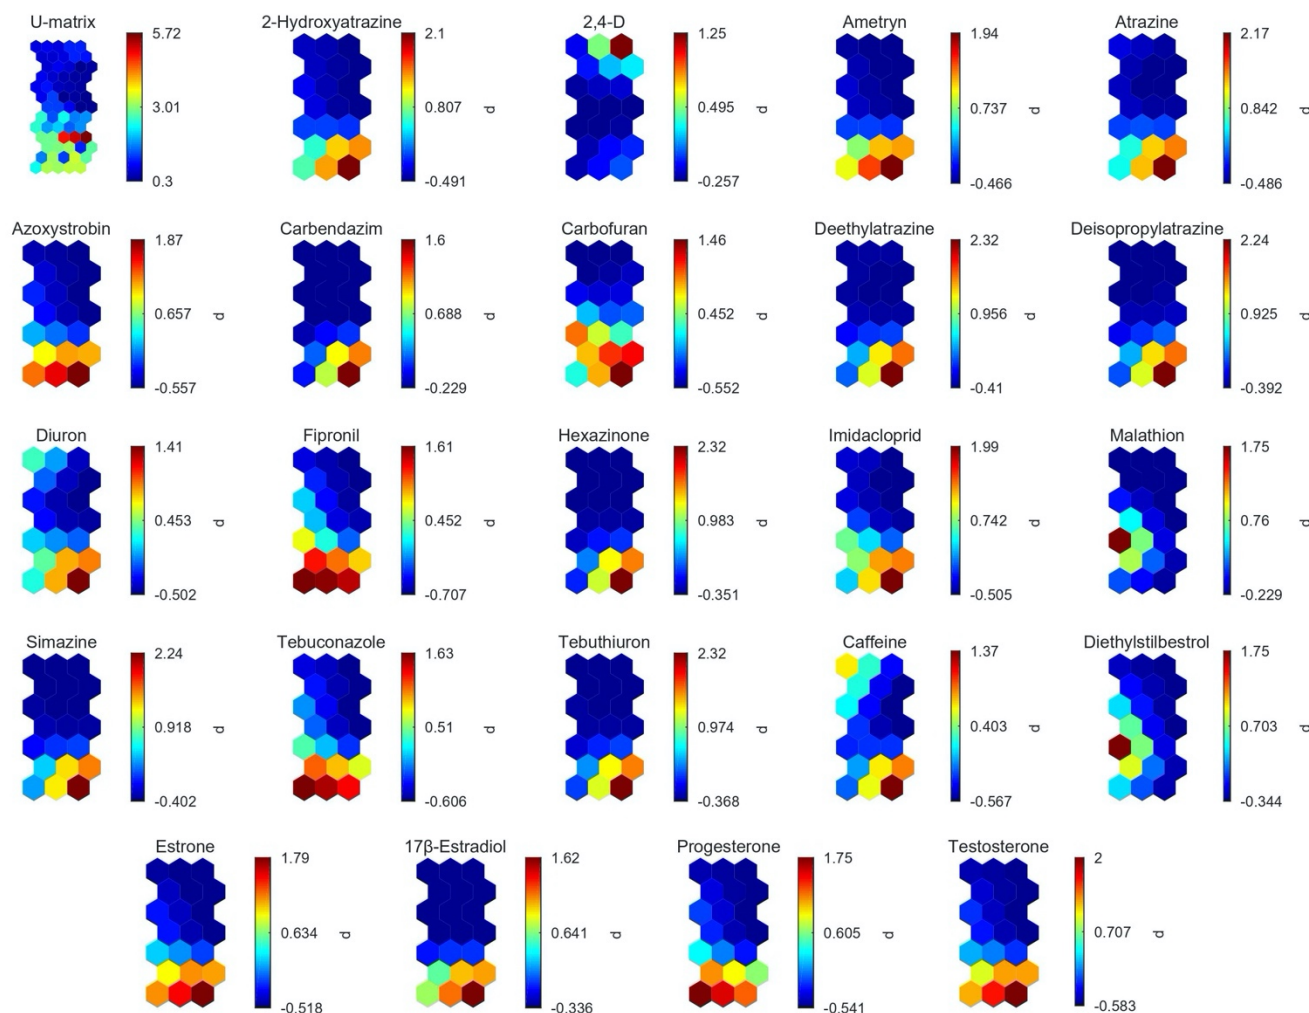 U-matrix
5.72
3.01
0.3
2-Hydroxyatrazine
2.1
0.807
-0.491
d
2,4-D
1.25
0.495
-0.257
d
Ametryn
1.94
0.737
-0.466
d
Atrazine
2.17
0.842
-0.486
d
Azoxystrobin
1.87
0.657
-0.557
d
Carbendazim
1.6
0.688
-0.229
d
Carbofuran
1.46
0.452
-0.552
d
Deethylatrazine
2.32
0.956
-0.41
d
Deisopropylatrazine
2.24
0.925
-0.392
d
Diuron
1.41
0.453
-0.502
d
Fipronil
1.61
0.452
-0.707
d
Hexazinone
2.32
0.983
-0.351
d
Imidacloprid
1.99
0.742
-0.505
d
Malathion
1.75
0.76
-0.229
d
Simazine
2.24
0.918
-0.402
d
Tebuconazole
1.63
0.51
-0.606
d
Tebuthiuron
2.32
0.974
-0.368
d
Caffeine
1.37
0.403
-0.567
d
Diethylstilbestrol
1.75
0.703
-0.344
d
Estrone
1.79
0.634
-0.518
d
17β-Estradiol
1.62
0.641
-0.336
d
Progesterone
1.75
0.605
-0.541
d
Testosterone
2
0.707
-0.583
d